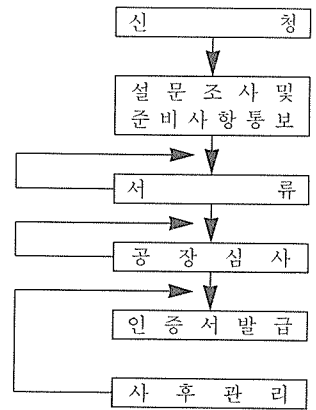 신 청
설 문 조 사 및
준 비 사 항 통 보
서 류
공 장 심 사
인 증 서 발 급
사 후 관 리